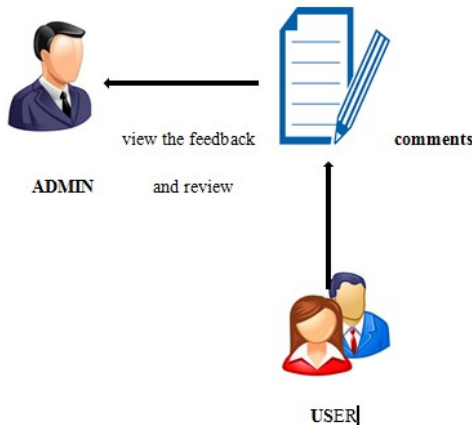 view the feedback
comments
ADMIN
and review
USER